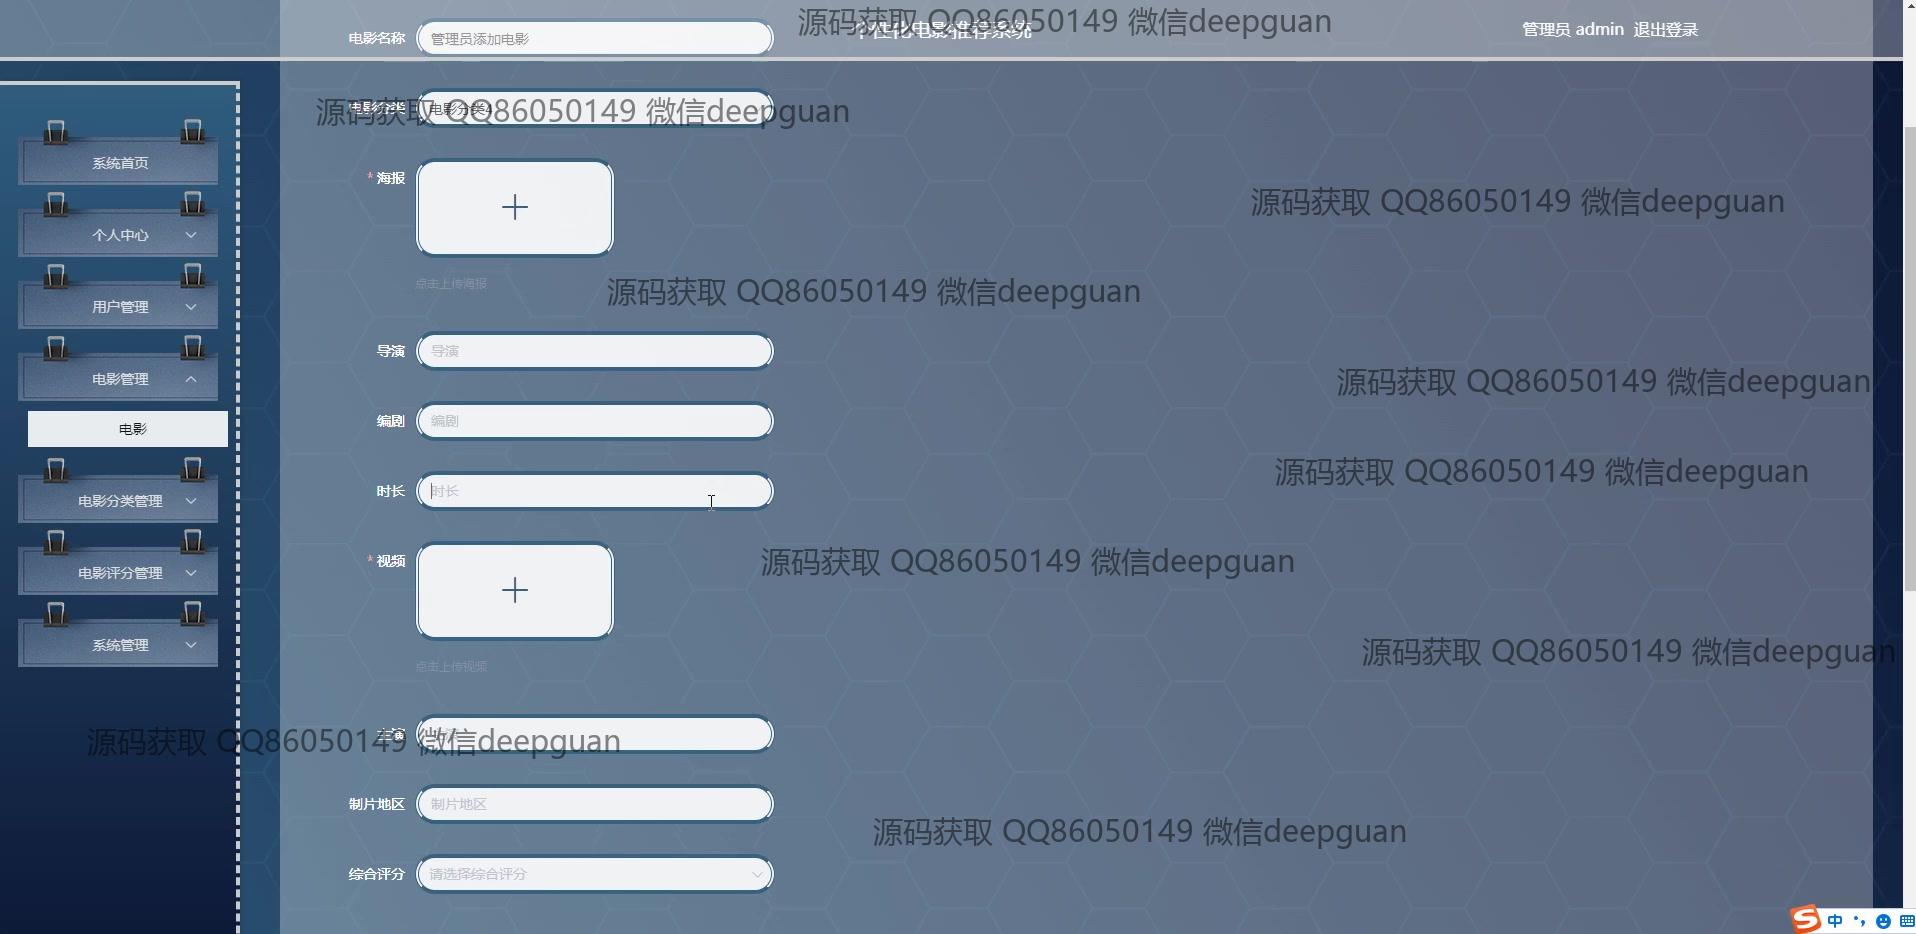 源码获取 QQ86050149 微信deepguan
个性化电影推荐系统
管理员 admin 退出登录
电影名称 管理员添加电影
源码获取 QQ86050149 微信deepguan
电影分类 电影分类4
系统首页
* 海报
源码获取 QQ86050149 微信deepguan
个人中心
点击上传海报
源码获取 QQ86050149 微信deepguan
用户管理
导演 导演
电影管理
源码获取 QQ86050149 微信deepguan
编剧 编剧
电影
源码获取 QQ86050149 微信deepguan
时长 时长
电影分类管理
* 视频
源码获取 QQ86050149 微信deepguan
电影评分管理
系统管理
源码获取 QQ86050149 微信deepguan
点击上传视频
主演
源码获取 QQ86050149 微信deepguan
制片地区 制片地区
源码获取 QQ86050149 微信deepguan
综合评分 请选择综合评分
中